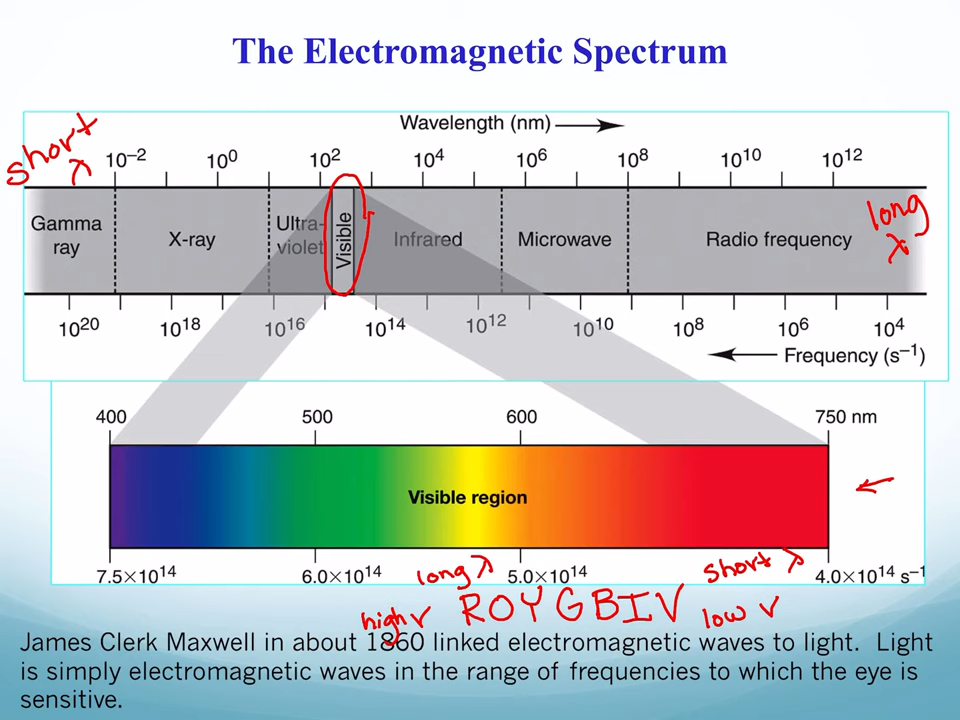 The Electromagnetic Spectrum
Wavelength (nm)
short λ
10⁻² 10⁰ 10² 10⁴ 10⁶ 10⁸ 10¹⁰ 10¹²
Gamma ray X-ray Ultra-violet Visible Infrared Microwave Radio frequency
long λ
10²⁰ 10¹⁸ 10¹⁶ 10¹⁴ 10¹² 10¹⁰ 10⁸ 10⁶ 10⁴
Frequency (s⁻¹)
400 500 600 750 nm
Visible region
7.5×10¹⁴ 6.0×10¹⁴ 5.0×10¹⁴ 4.0×10¹⁴ s⁻¹
long λ short λ
high ν ROYGBIV low ν
James Clerk Maxwell in about 1860 linked electromagnetic waves to light. Light
is simply electromagnetic waves in the range of frequencies to which the eye is
sensitive.